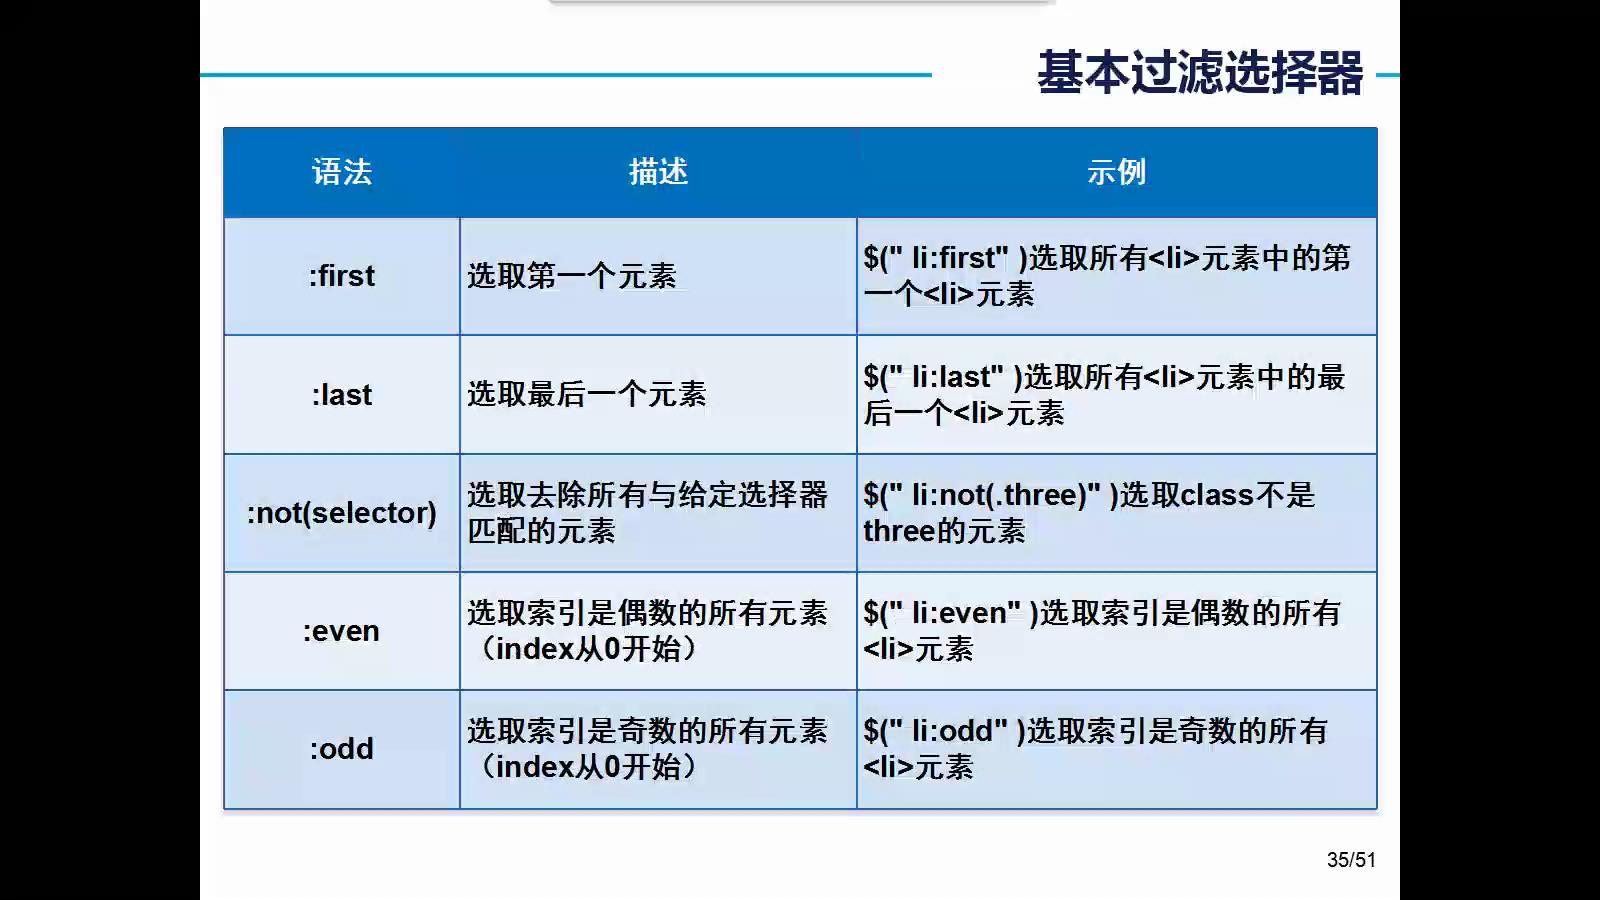 基本过滤选择器
语法
描述
示例
:first
选取第一个元素
$(" li:first" )选取所有<li>元素中的第
一个<li>元素
:last
选取最后一个元素
$(" li:last" )选取所有<li>元素中的最
后一个<li>元素
:not(selector)
选取去除所有与给定选择器
匹配的元素
$(" li:not(.three)" )选取class不是
three的元素
:even
选取索引是偶数的所有元素
（index从0开始）
$(" li:even" )选取索引是偶数的所有
<li>元素
:odd
选取索引是奇数的所有元素
（index从0开始）
$(" li:odd" )选取索引是奇数的所有
<li>元素
35/51